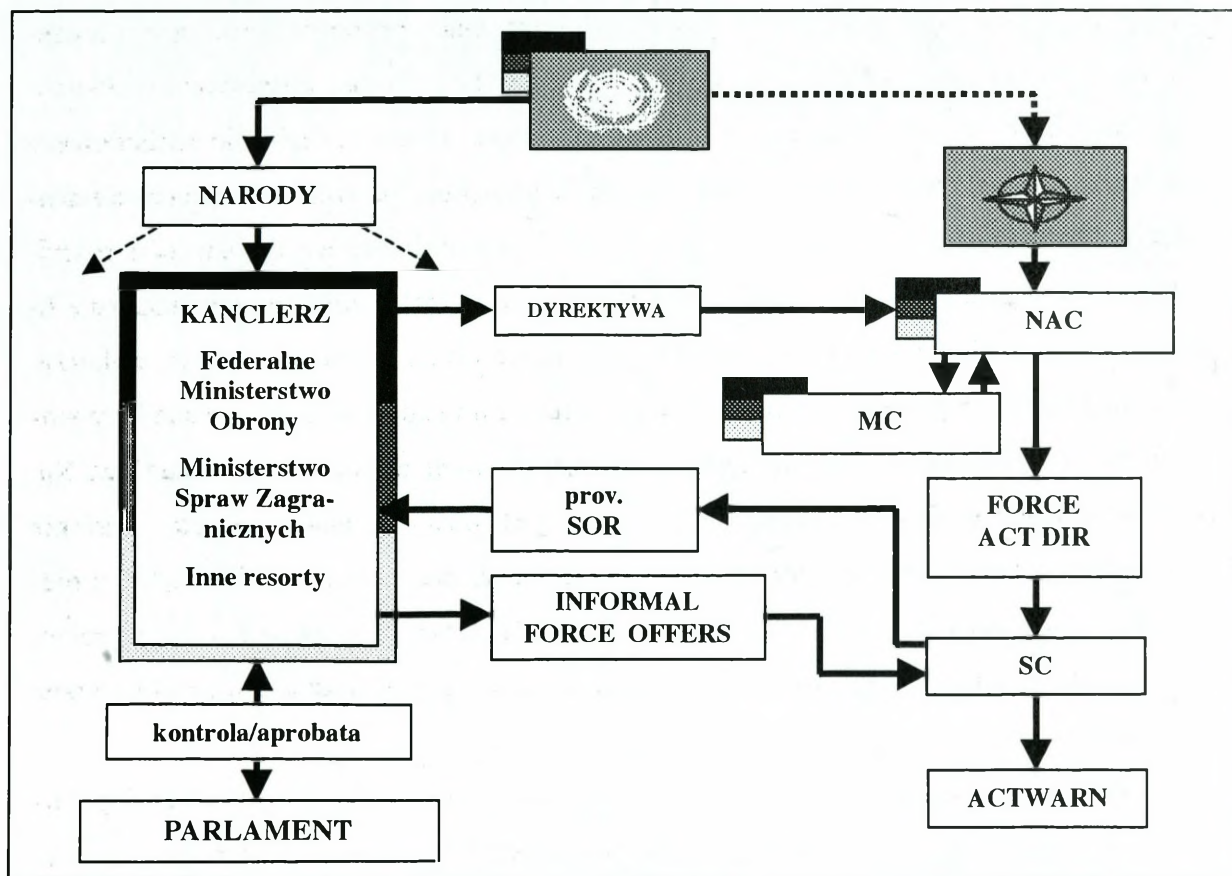 NARODY
KANCLERZ
Federalne
Ministerstwo
Obrony
Ministerstwo
Spraw Zagra-
nicznych
Inne resorty
kontrola/aprobata
PARLAMENT
DYREKTYWA
prov.
SOR
INFORMAL
FORCE OFFERS
NAC
MC
FORCE
ACT DIR
SC
ACTWARN